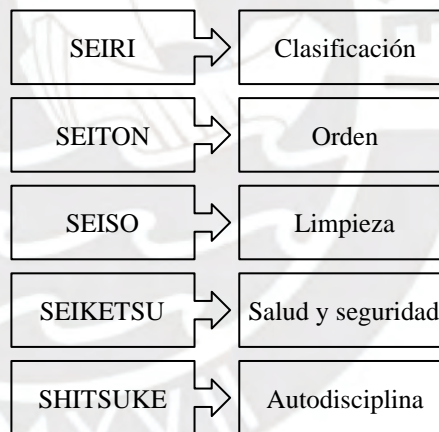 SEIRI Clasificación
SEITON Orden
SEISO Limpieza
SEIKETSU Salud y seguridad
SHITSUKE Autodisciplina